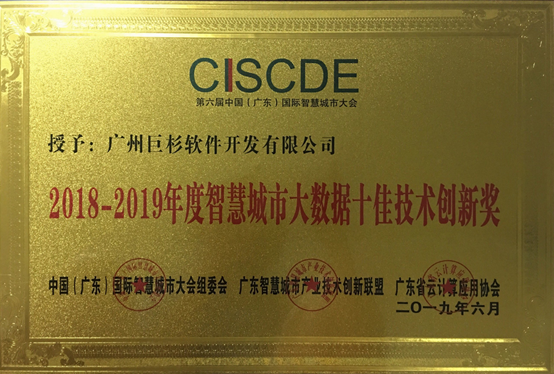 CISCDE
第六届中国（广东）国际智慧城市大会
授予：广州巨杉软件开发有限公司
2018-2019年度智慧城市大数据十佳技术创新奖
中国（广东）国际智慧城市大会组委会 广东智慧城市产业技术创新联盟 广东省云计算应用协会
二〇一九年六月